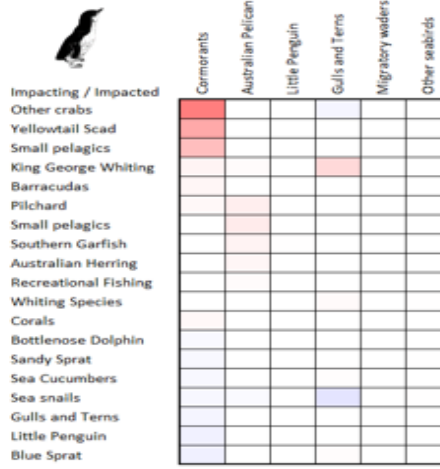 Cormorants
Australian Pelican
Little Penguin
Gulls and Terns
Migratory waders
Other seabirds
Impacting / Impacted
Other crabs
Yellowtail Scad
Small pelagics
King George Whiting
Barracudas
Pilchard
Small pelagics
Southern Garfish
Australian Herring
Recreational Fishing
Whiting Species
Corals
Bottlenose Dolphin
Sandy Sprat
Sea Cucumbers
Sea snails
Gulls and Terns
Little Penguin
Blue Sprat